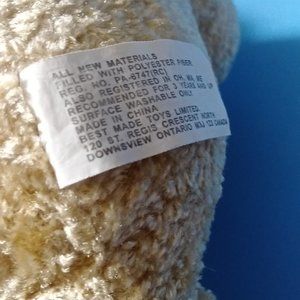 ALL NEW MATERIALS
FILLED WITH POLYESTER FIBER
REG. NO. PA-6747(RC)
ALSO REGISTERED IN OH, MA, ME
RECOMMENDED FOR 3 YEARS AND UP
SURFACE WASHABLE ONLY
MADE IN CHINA
BEST MADE TOYS LIMITED.
120 ST. REGIS CRESCENT NORTH
DOWNSVIEW ONTARIO M3J 1Z3 CANADA